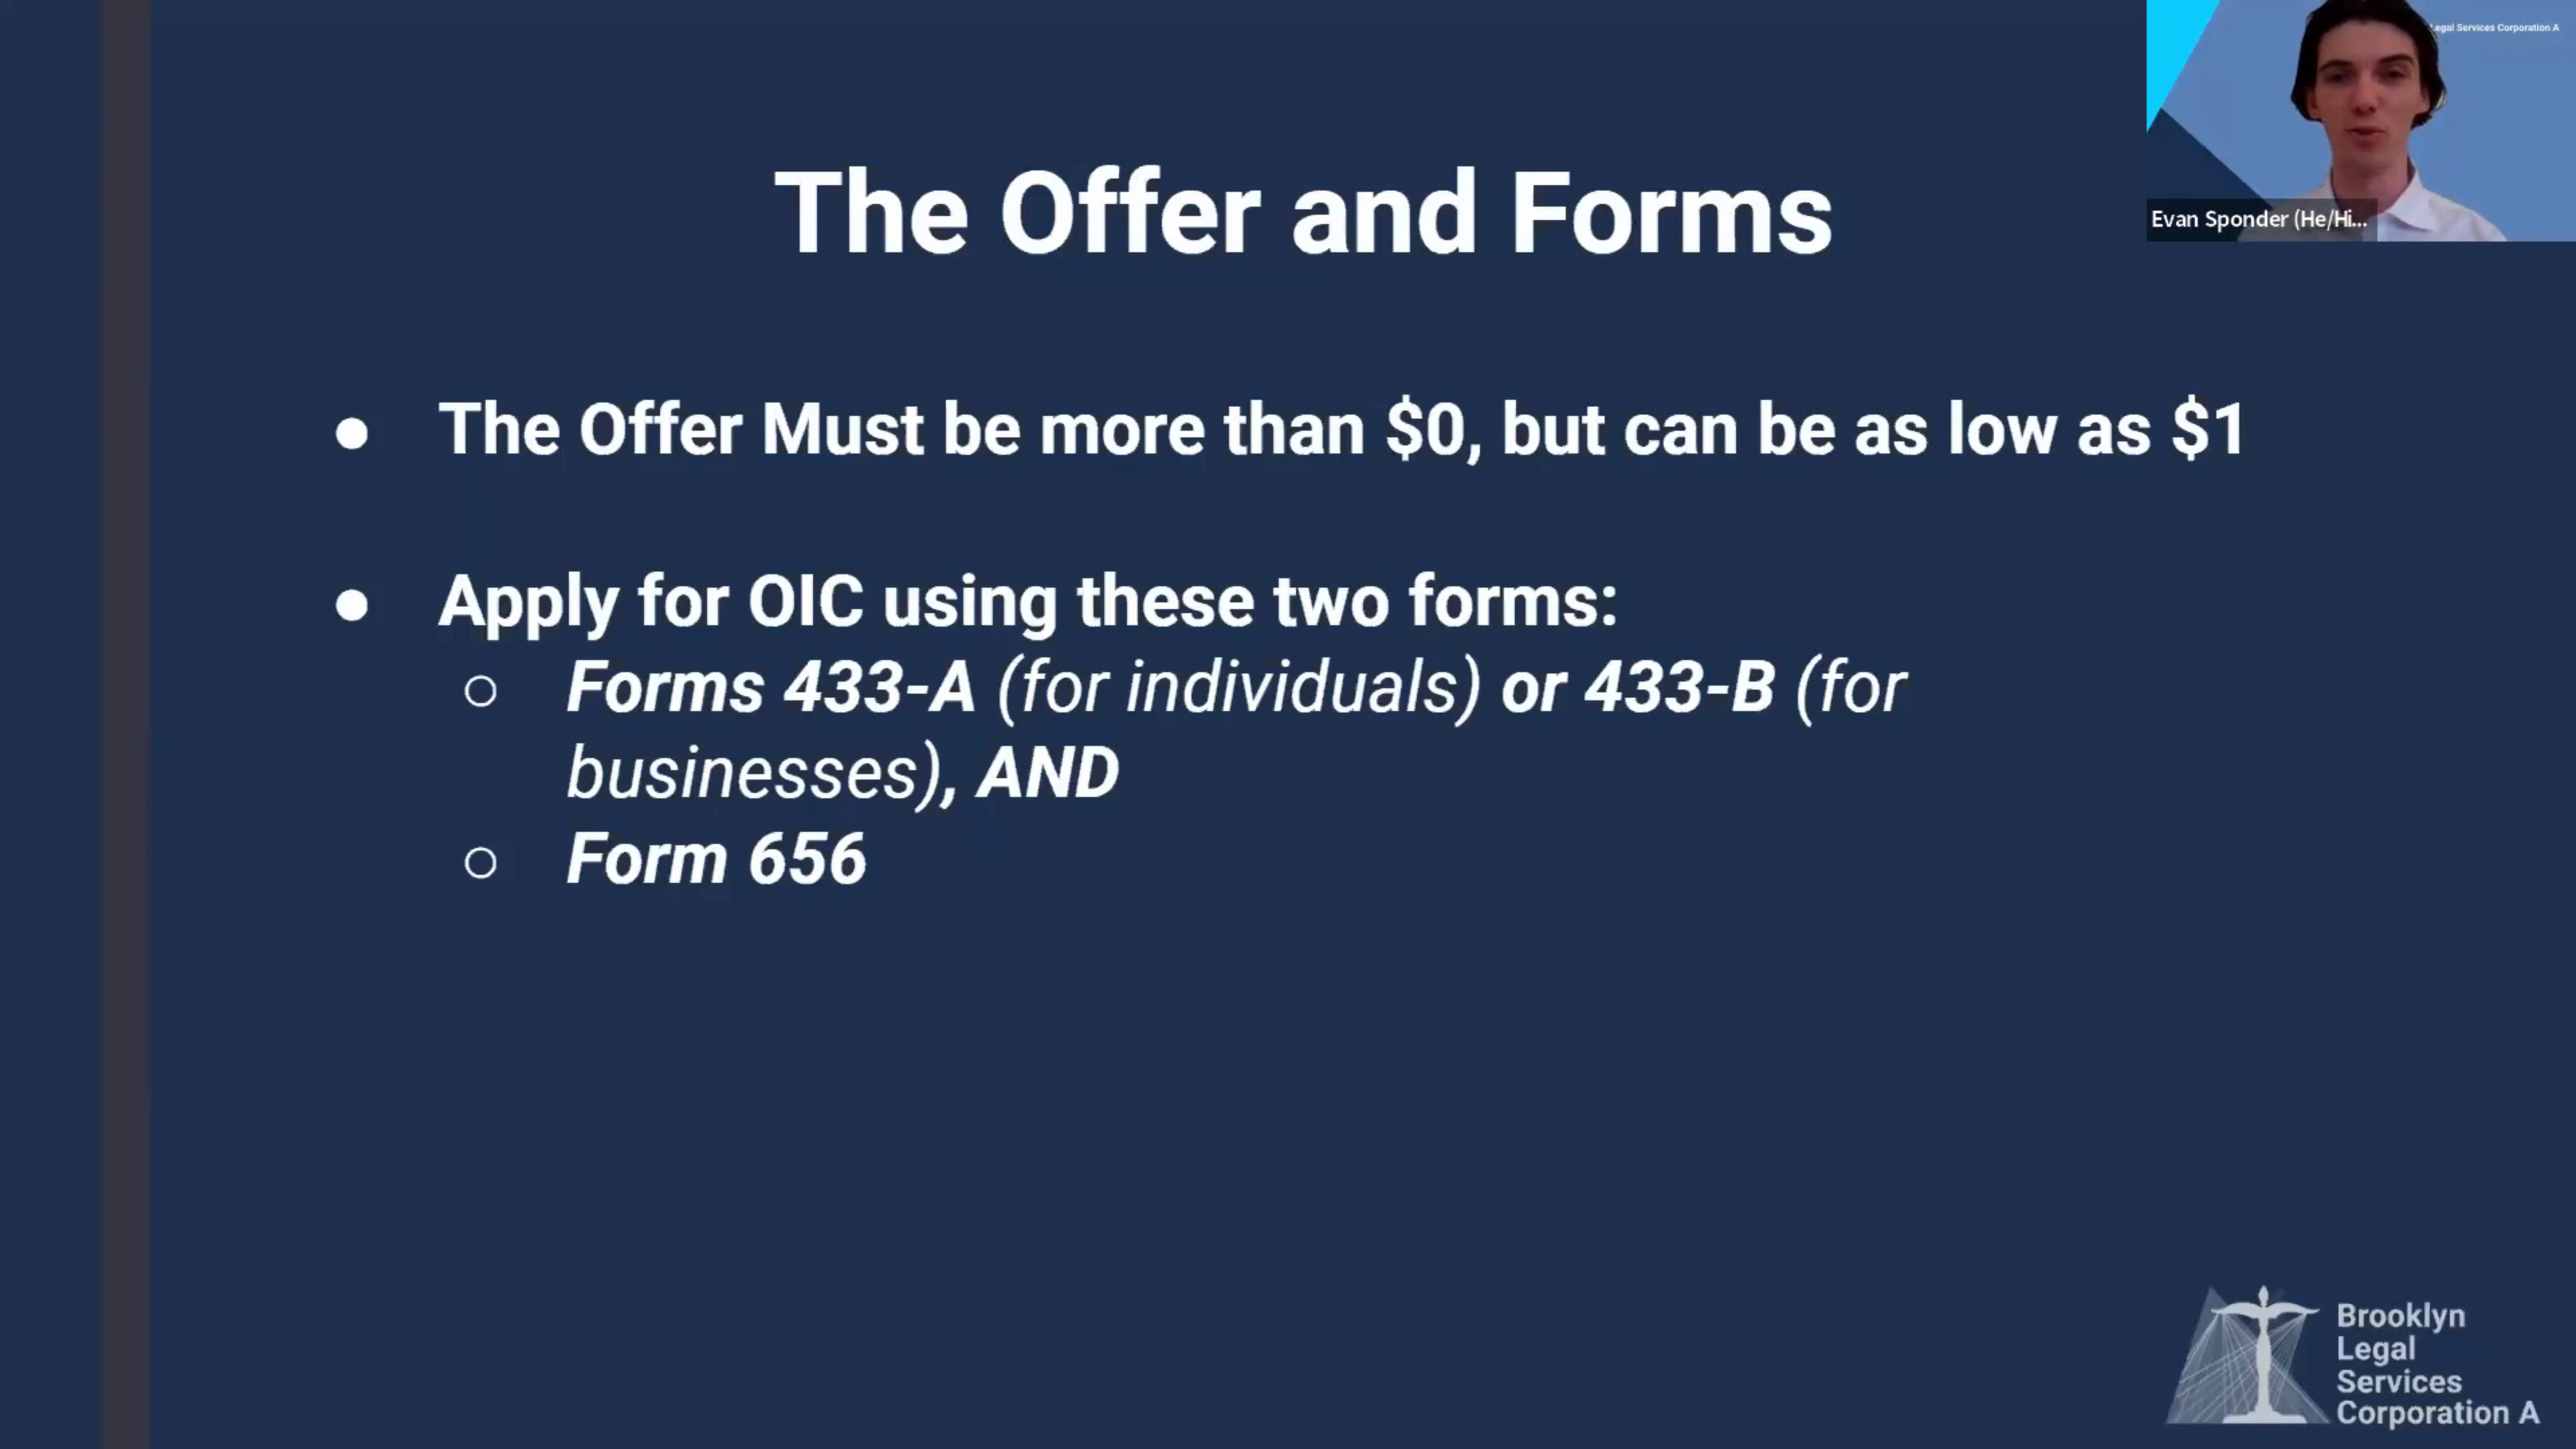 Legal Services Corporation A
Evan Sponder (He/Hi...
The Offer and Forms
● The Offer Must be more than $0, but can be as low as $1
● Apply for OIC using these two forms:
○ Forms 433-A (for individuals) or 433-B (for
businesses), AND
○ Form 656
Brooklyn
Legal
Services
Corporation A